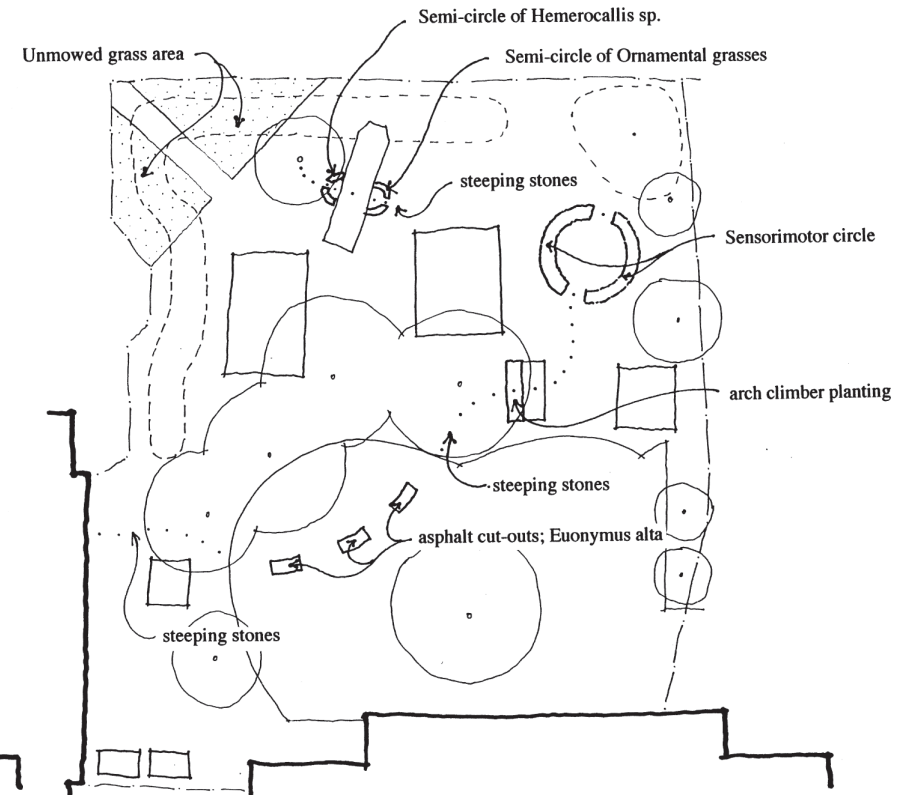 Semi-circle of Hemerocallis sp.
Unmowed grass area
Semi-circle of Ornamental grasses
steeping stones
Sensorimotor circle
arch climber planting
steeping stones
asphalt cut-outs; Euonymus alta
steeping stones